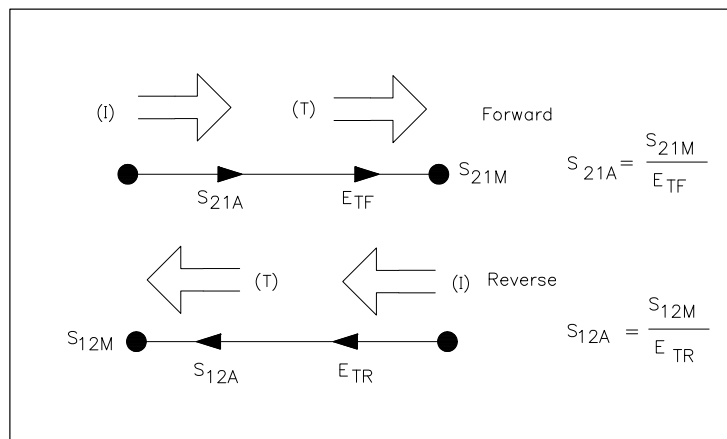 (I) (T) Forward
S21A = S21M / ETF
S21A ETF S21M
(T) (I) Reverse
S12A = S12M / ETR
S12M
S12A ETR